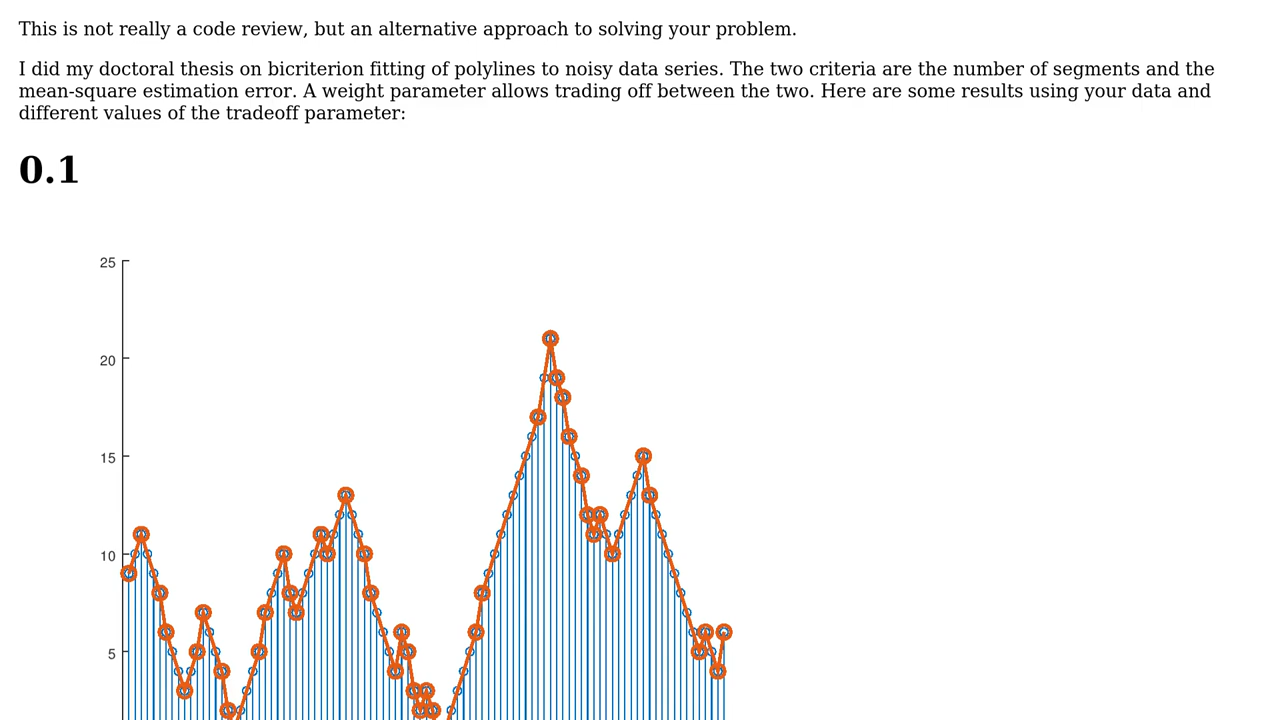 This is not really a code review, but an alternative approach to solving your problem.
I did my doctoral thesis on bicriterion fitting of polylines to noisy data series. The two criteria are the number of segments and the
mean-square estimation error. A weight parameter allows trading off between the two. Here are some results using your data and
different values of the tradeoff parameter:
0.1
25
20
15
10
5